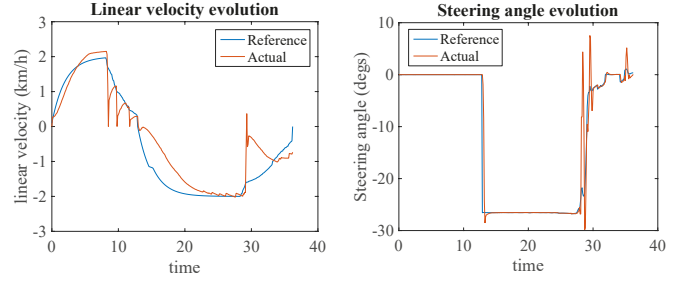 Linear velocity evolution
linear velocity (km/h)
3
2
1
0
-1
-2
-3
Reference
Actual
0
10
20
30
40
time
Steering angle evolution
Steering angle (degs)
10
0
-10
-20
-30
Reference
Actual
0
10
20
30
40
time